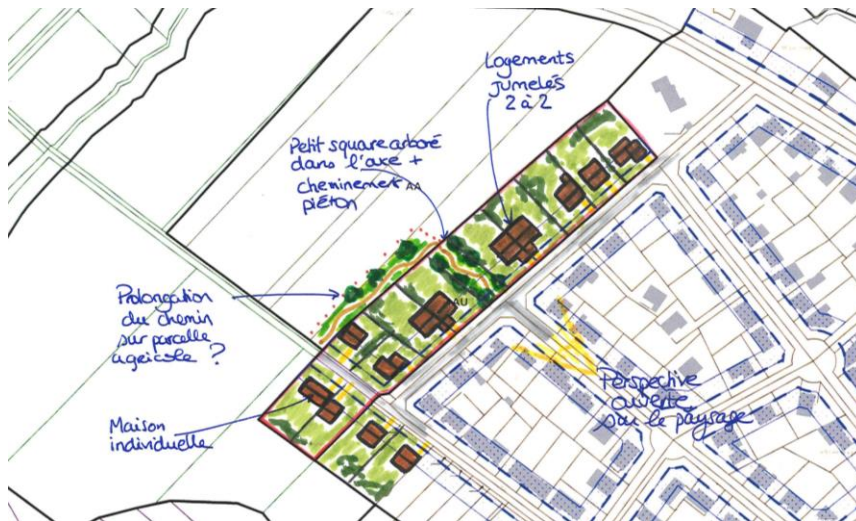 Logements
jumelés
2 à 2
Petit square arboré
dans l'axe +
cheminement AA
piéton
Prolongation
du chemin
sur parcelle
agricole ?
AU
Perspective
ouverte
sur le paysage
Maison
individuelle